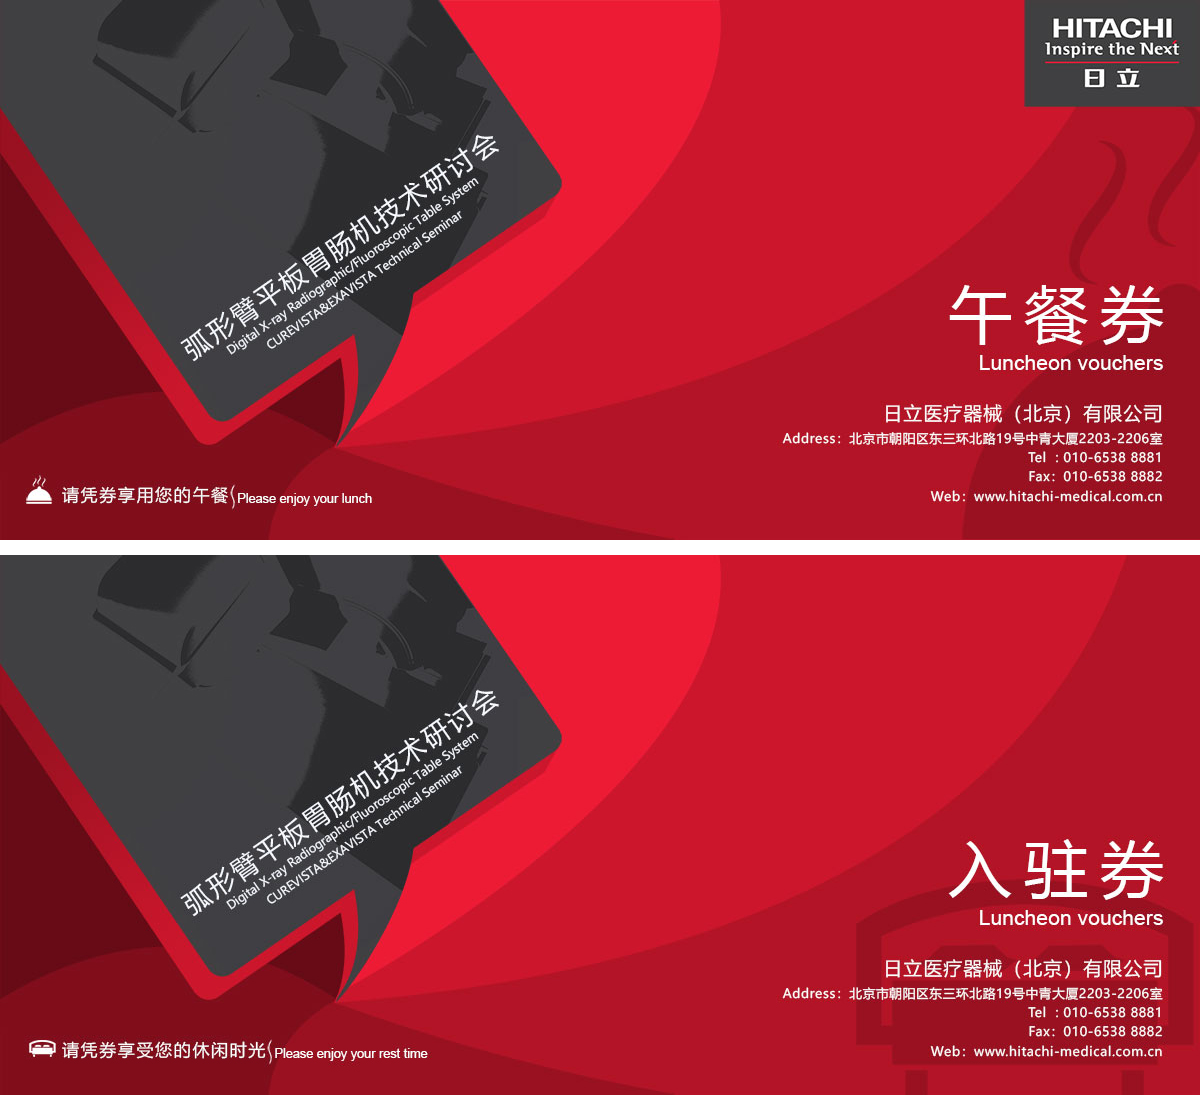 HITACHI
Inspire the Next
日立
弧形臂平板胃肠机技术研讨会
Digital X-ray Radiographic/Fluoroscopic Table System
CUREVISTA&EXAVISTA Technical Seminar
午餐券
Luncheon vouchers
日立医疗器械（北京）有限公司
Address：北京市朝阳区东三环北路19号中青大厦2203-2206室
Tel ：010-6538 8881
Fax：010-6538 8882
Web：www.hitachi-medical.com.cn
请凭券享用您的午餐 Please enjoy your lunch
弧形臂平板胃肠机技术研讨会
Digital X-ray Radiographic/Fluoroscopic Table System
CUREVISTA&EXAVISTA Technical Seminar
入驻券
Luncheon vouchers
日立医疗器械（北京）有限公司
Address：北京市朝阳区东三环北路19号中青大厦2203-2206室
Tel ：010-6538 8881
Fax：010-6538 8882
Web：www.hitachi-medical.com.cn
请凭券享受您的休闲时光 Please enjoy your rest time